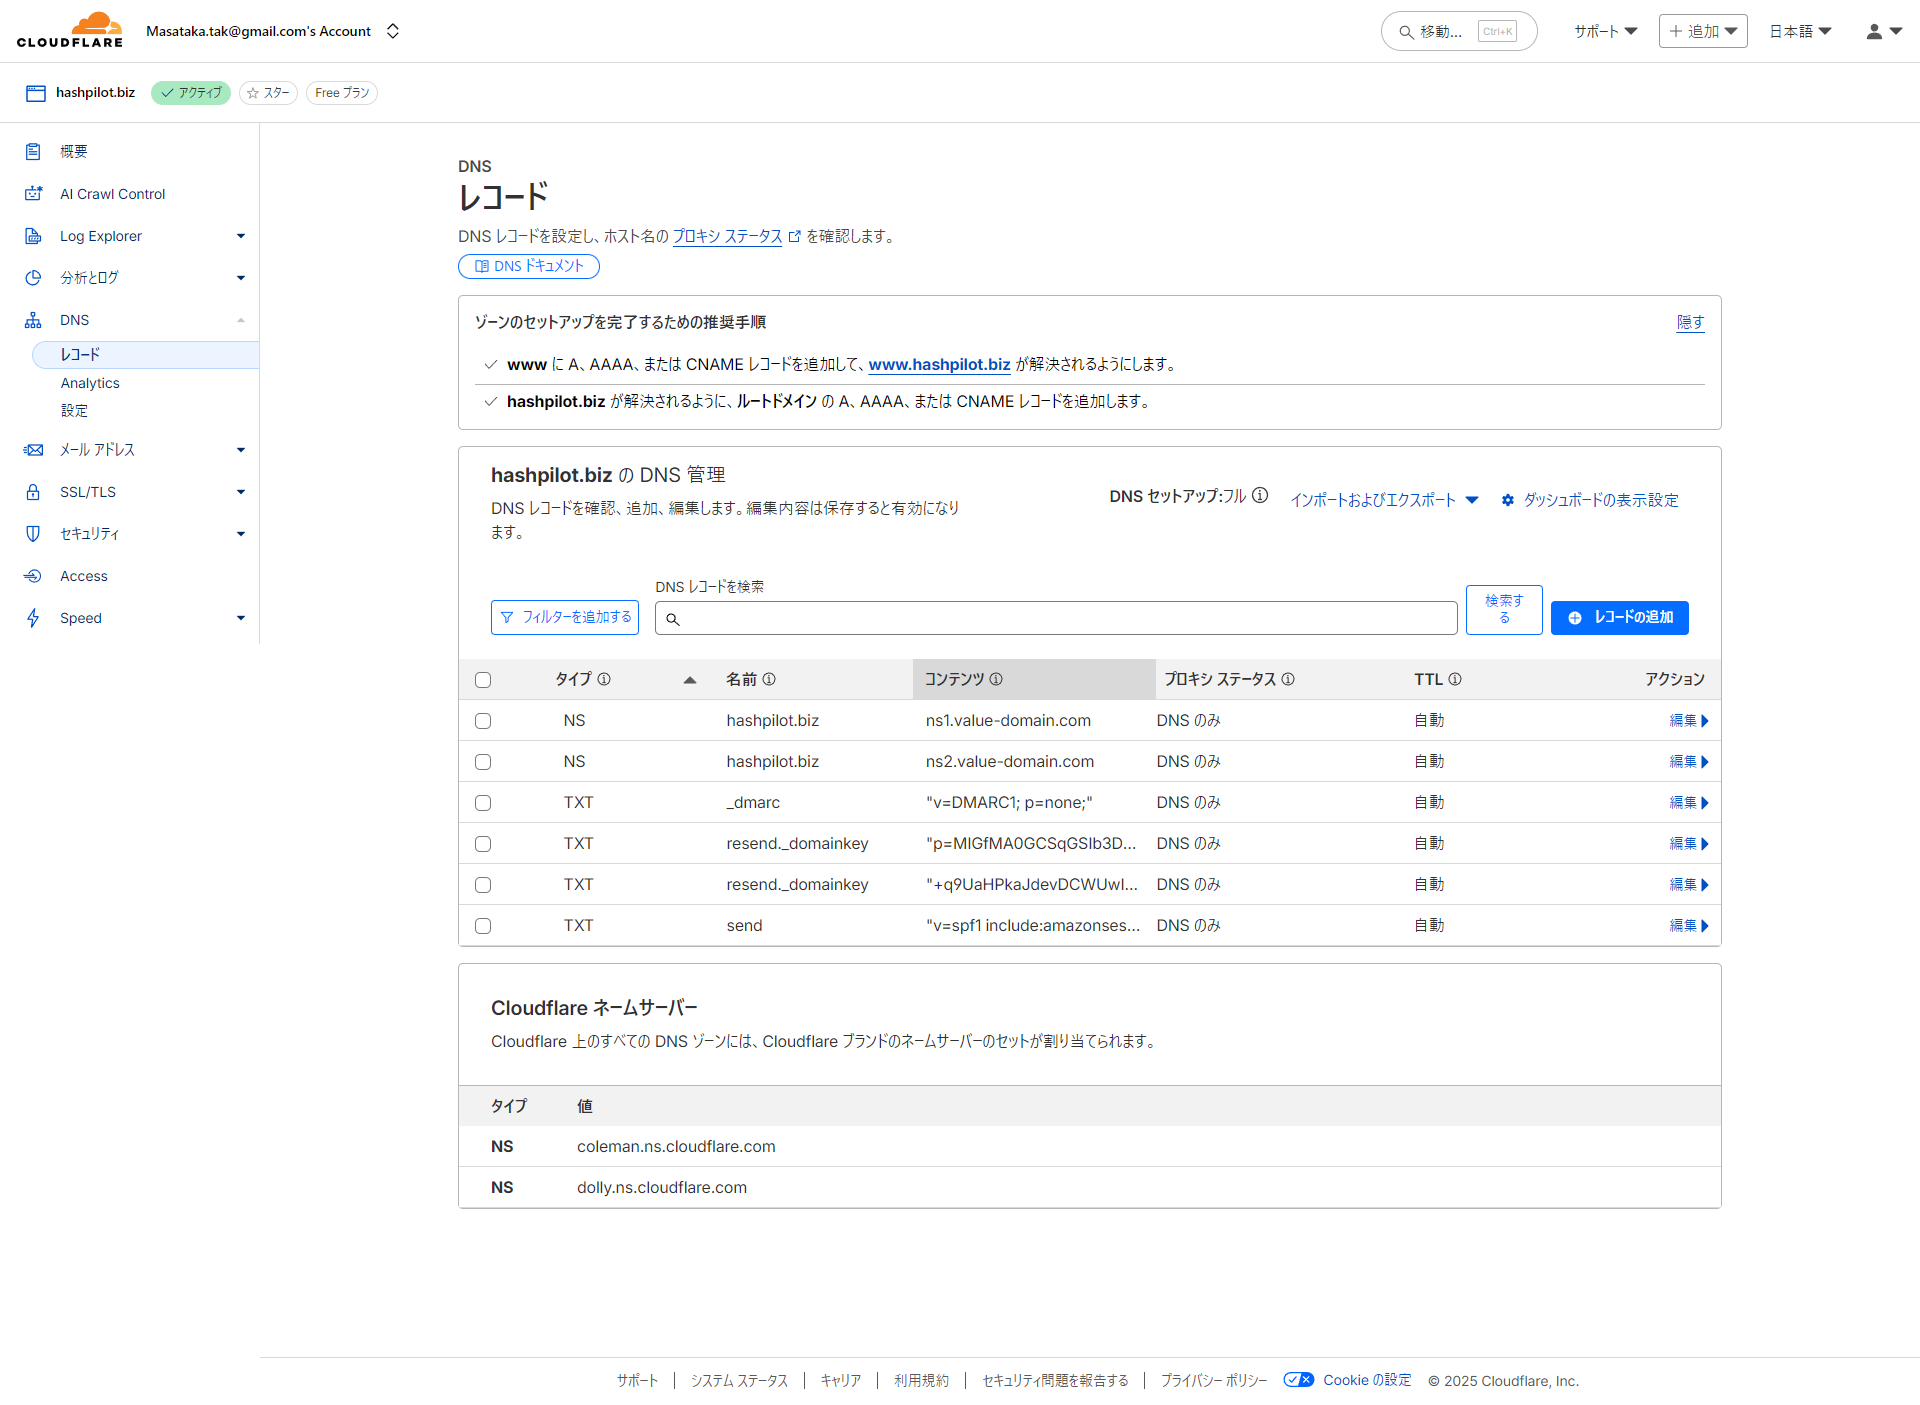 CLOUDFLARE
Masataka.tak@gmail.com's Account
移動... Ctrl+K
サポート
追加
日本語
hashpilot.biz
アクティブ
スター
Free プラン
概要
AI Crawl Control
Log Explorer
分析とログ
DNS
レコード
Analytics
設定
メール アドレス
SSL/TLS
セキュリティ
Access
Speed
DNS
レコード
DNS レコードを設定し、ホスト名の プロキシ ステータス を確認します。
DNS ドキュメント
ゾーンのセットアップを完了するための推奨手順
隠す
www に A、AAAA、または CNAME レコードを追加して、www.hashpilot.biz が解決されるようにします。
hashpilot.biz が解決されるように、ルートドメイン の A、AAAA、または CNAME レコードを追加します。
hashpilot.biz の DNS 管理
DNS レコードを確認、追加、編集します。編集内容は保存すると有効になり
ます。
DNS セットアップ:フル
インポートおよびエクスポート
ダッシュボードの表示設定
フィルターを追加する
DNS レコードを検索
検索す
る
レコードの追加
タイプ 名前 コンテンツ プロキシ ステータス TTL アクション
NS hashpilot.biz ns1.value-domain.com DNS のみ 自動 編集
NS hashpilot.biz ns2.value-domain.com DNS のみ 自動 編集
TXT _dmarc "v=DMARC1; p=none;" DNS のみ 自動 編集
TXT resend._domainkey "p=MIGfMA0GCSqGSIb3D... DNS のみ 自動 編集
TXT resend._domainkey "+q9UaHPkaJdevDCWUwI... DNS のみ 自動 編集
TXT send "v=spf1 include:amazonses... DNS のみ 自動 編集
Cloudflare ネームサーバー
Cloudflare 上のすべての DNS ゾーンには、Cloudflare ブランドのネームサーバーのセットが割り当てられます。
タイプ 値
NS coleman.ns.cloudflare.com
NS dolly.ns.cloudflare.com
サポート
システム ステータス
キャリア
利用規約
セキュリティ問題を報告する
プライバシー ポリシー
Cookie の設定
© 2025 Cloudflare, Inc.